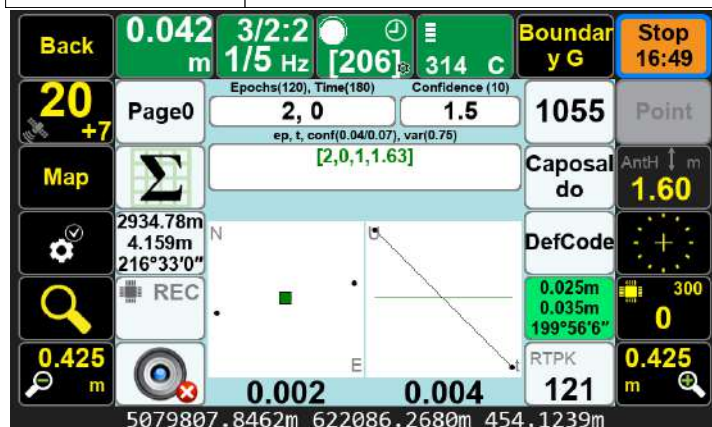 Back
0.042 m
3/2:2
1/5 Hz
[206]
314 C
Boundar
y G
Stop
16:49
20
+7
Page0
Epochs(120), Time(180)
Confidence (10)
2, 0
1.5
1055
Point
ep, t, conf(0.04/0.07), var(0.75)
Map
Σ
[2,0,1,1.63]
Caposal
do
AntH m
1.60
2934.78m
4.159m
216°33'0"
N
U
DefCode
REC
0.025m
0.035m
199°56'6"
300
0
E
t
0.425
m
0.002
0.004
RTPK
121
0.425
m
5079807.8462m 622086.2680m 454.1239m